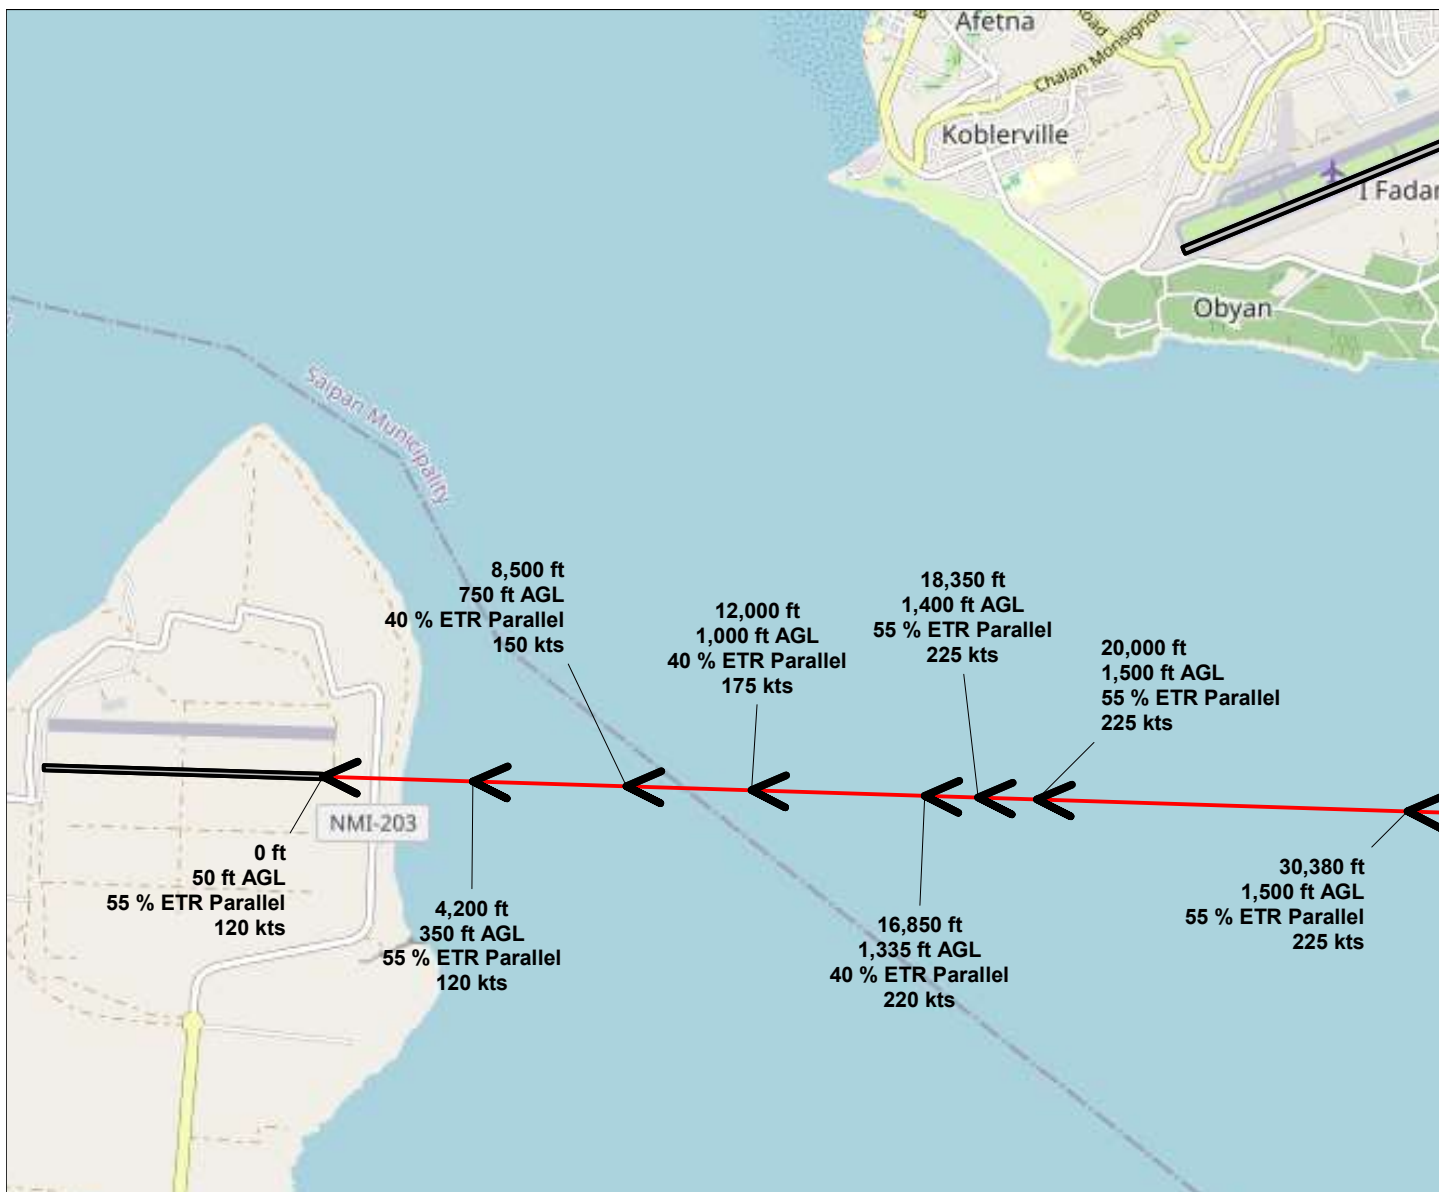 Afetna
Road
Chalan Monsignor
Koblerville
I Fadan
Obyan
Saipan Municipality
8,500 ft
750 ft AGL
40 % ETR Parallel
150 kts
12,000 ft
1,000 ft AGL
40 % ETR Parallel
175 kts
18,350 ft
1,400 ft AGL
55 % ETR Parallel
225 kts
20,000 ft
1,500 ft AGL
55 % ETR Parallel
225 kts
NMI-203
0 ft
50 ft AGL
55 % ETR Parallel
120 kts
4,200 ft
350 ft AGL
55 % ETR Parallel
120 kts
16,850 ft
1,335 ft AGL
40 % ETR Parallel
220 kts
30,380 ft
1,500 ft AGL
55 % ETR Parallel
225 kts